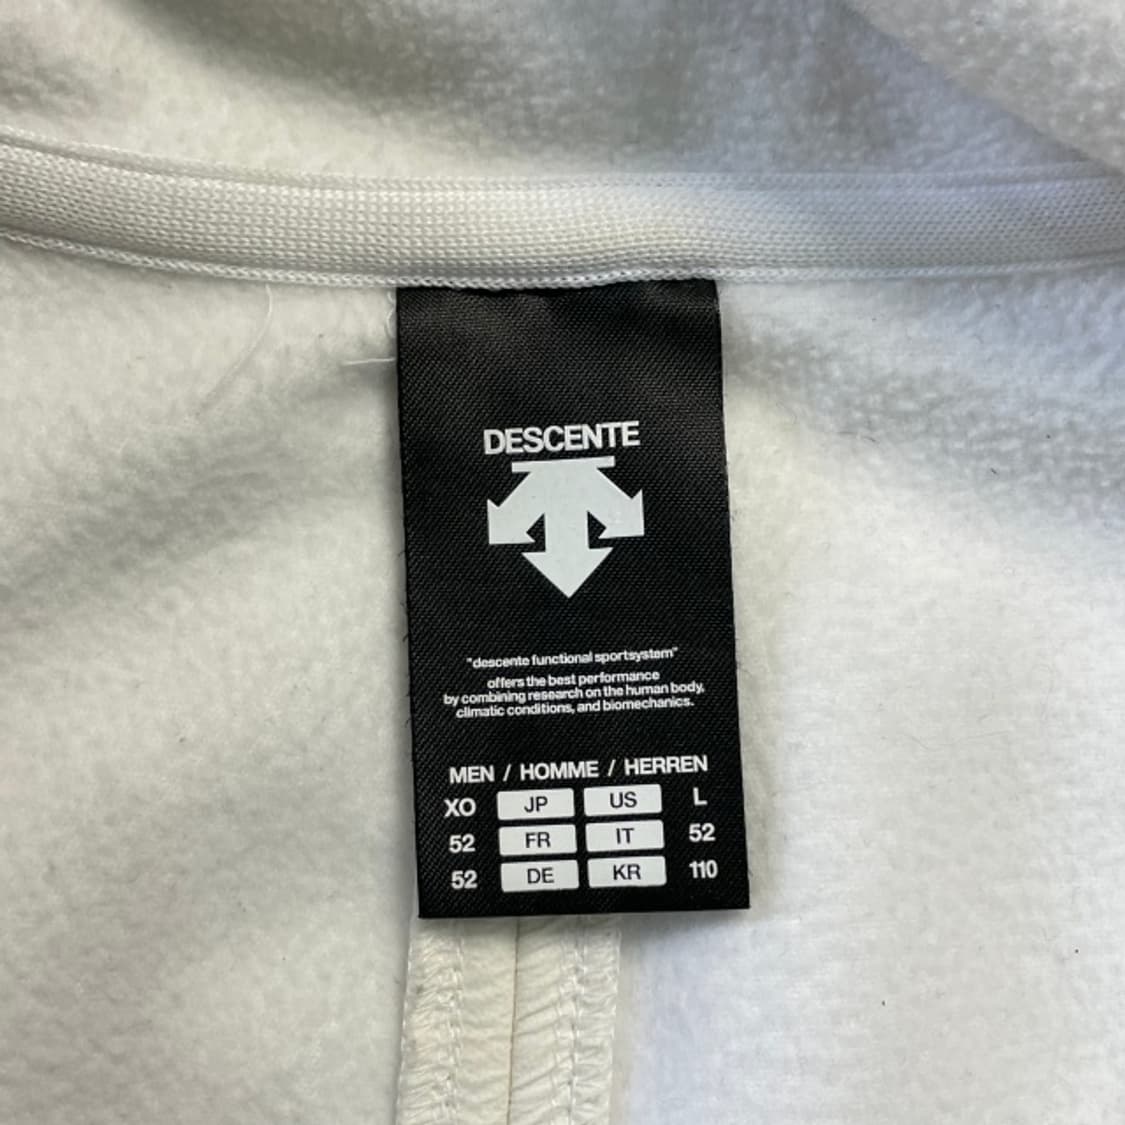 DESCENTE
"descente functional sportsystem"
offers the best performance
by combining research on the human body,
climatic conditions, and biomechanics.
MEN / HOMME / HERREN
XO JP US L
52 FR IT 52
52 DE KR 110